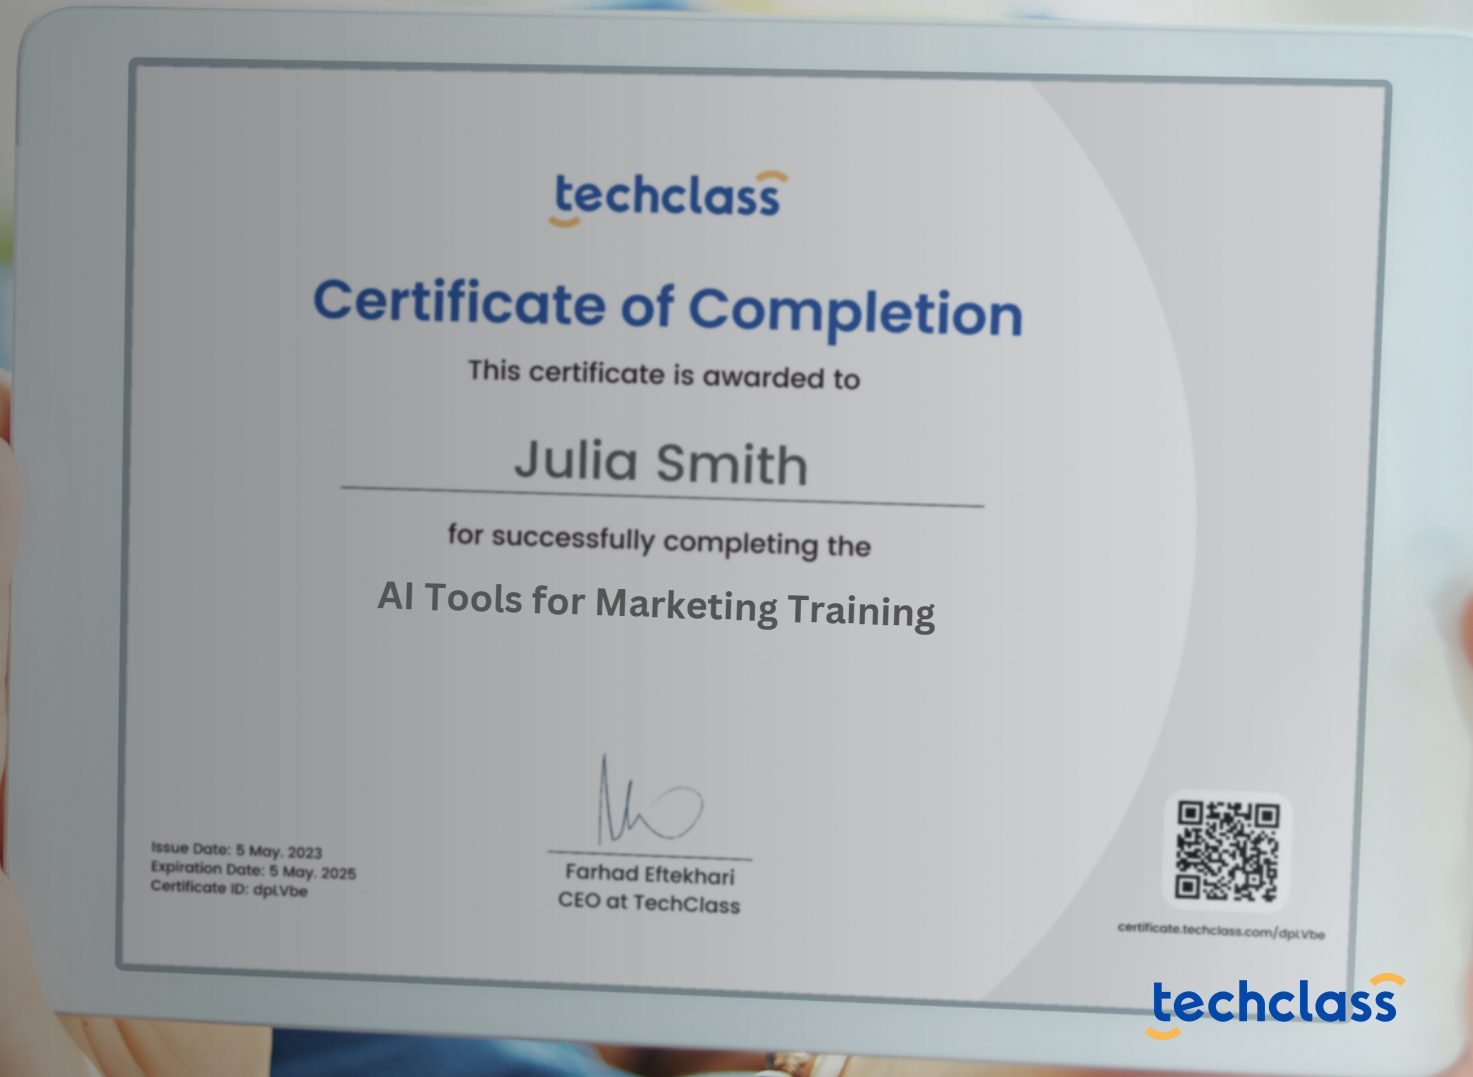 techclass
Certificate of Completion
This certificate is awarded to
Julia Smith
for successfully completing the
AI Tools for Marketing Training
Issue Date: 5 May. 2023
Expiration Date: 5 May. 2025
Certificate ID: dpLVbe
Farhad Eftekhari
CEO at TechClass
certificate.techclass.com/dpLVbe
techclass